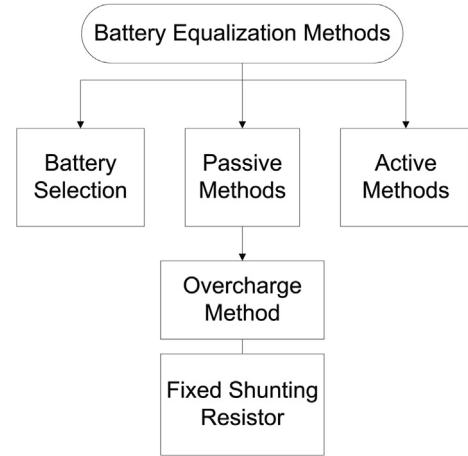 Battery Equalization Methods
Battery
Selection
Passive
Methods
Active
Methods
Overcharge
Method
Fixed Shunting
Resistor